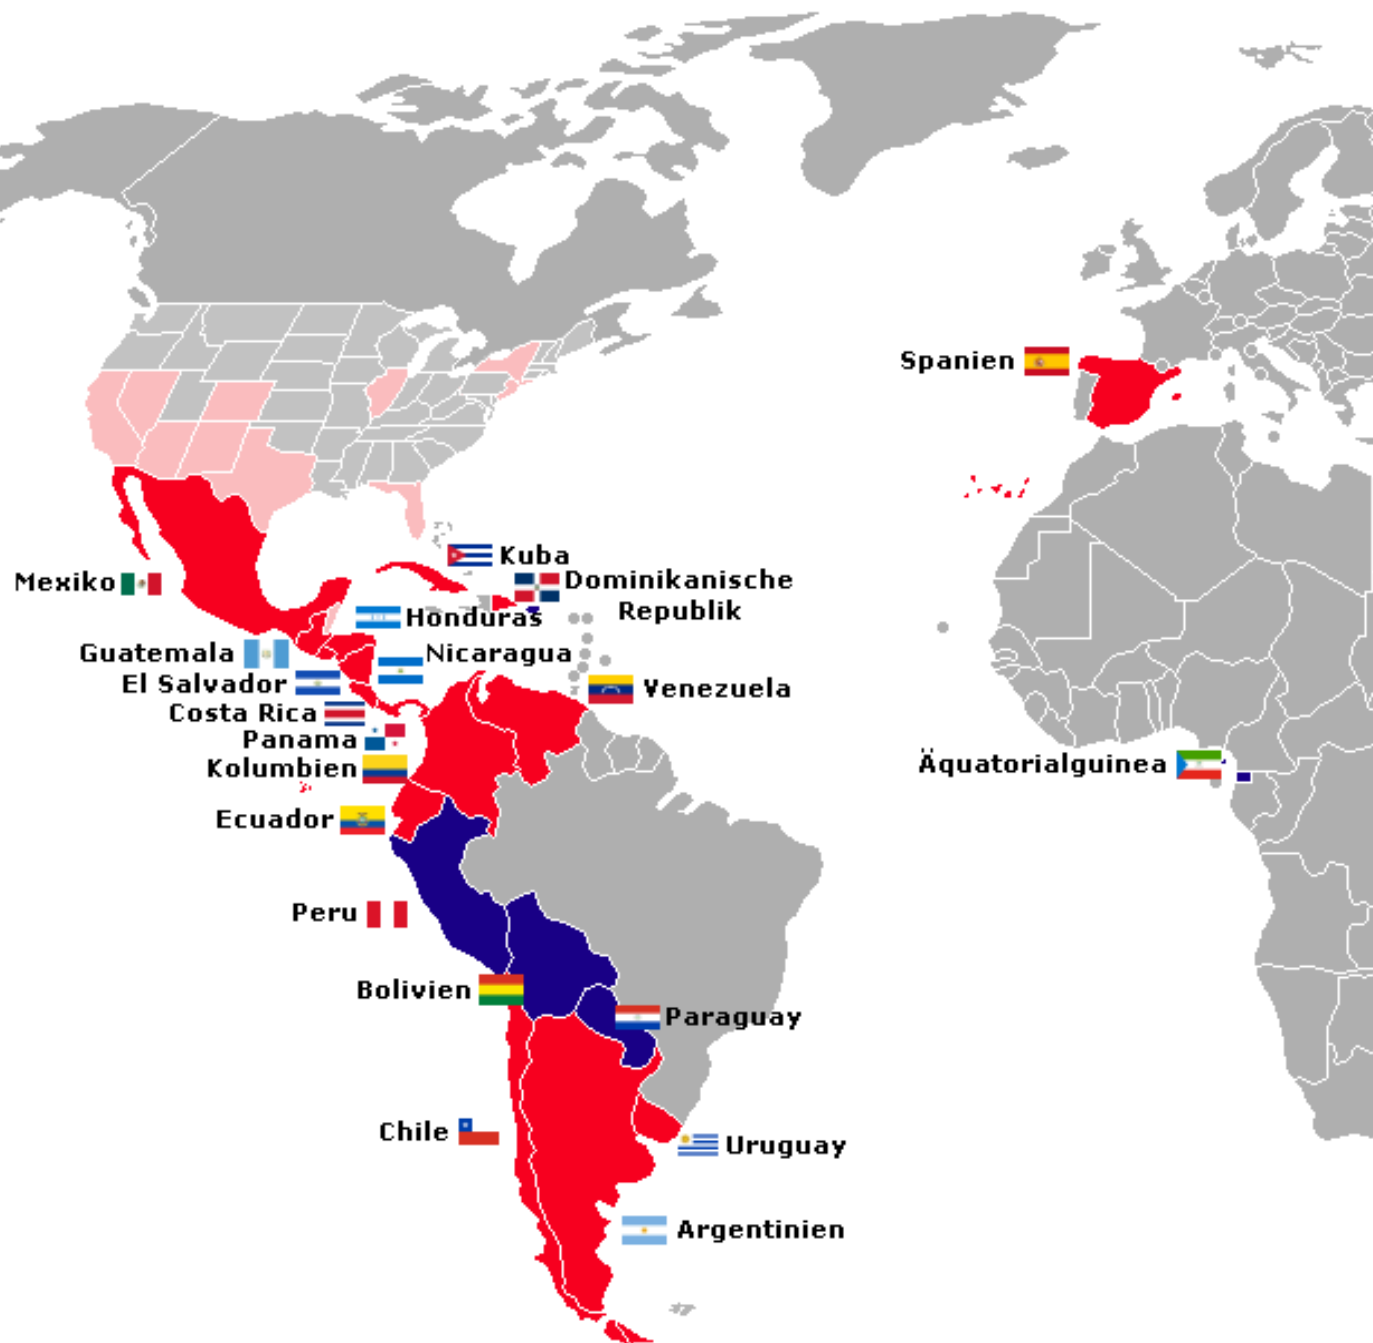 Spanien
Kuba
Mexiko
Dominikanische
Republik
Honduras
Guatemala
Nicaragua
El Salvador
Venezuela
Costa Rica
Panama
Kolumbien
Äquatorialguinea
Ecuador
Peru
Bolivien
Paraguay
Chile
Uruguay
Argentinien